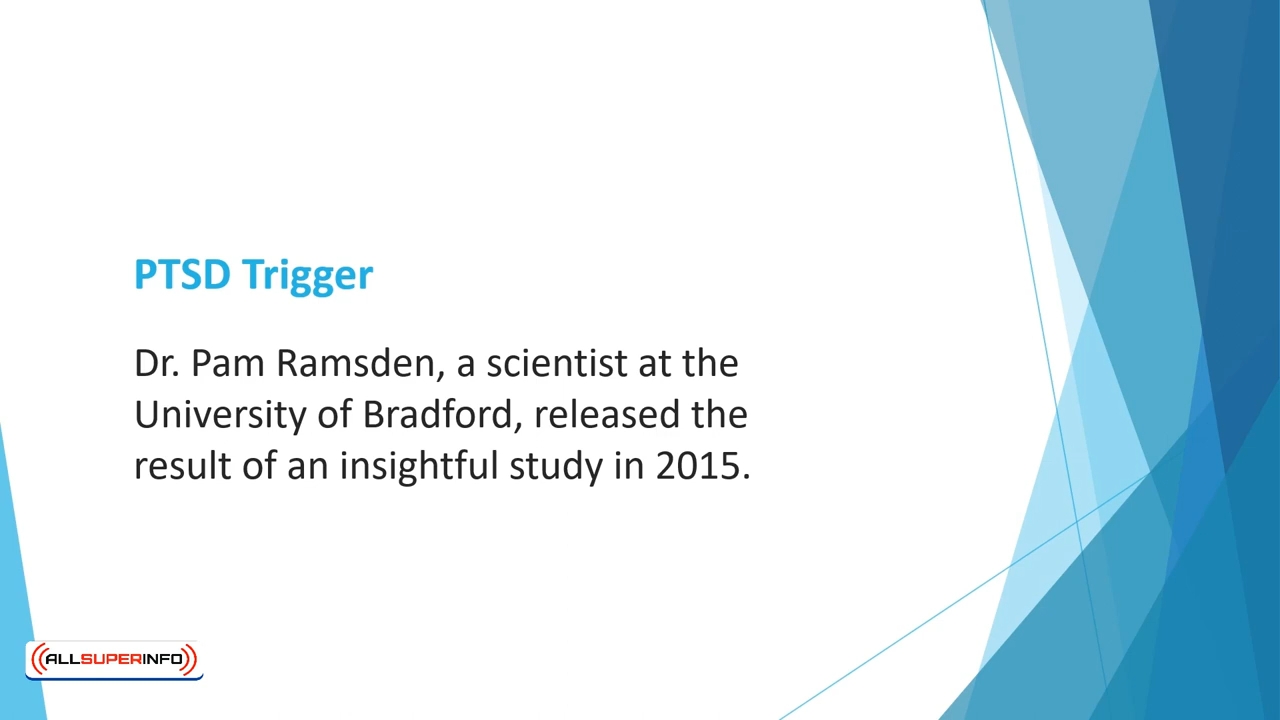 PTSD Trigger
Dr. Pam Ramsden, a scientist at the
University of Bradford, released the
result of an insightful study in 2015.
ALLSUPERINFO